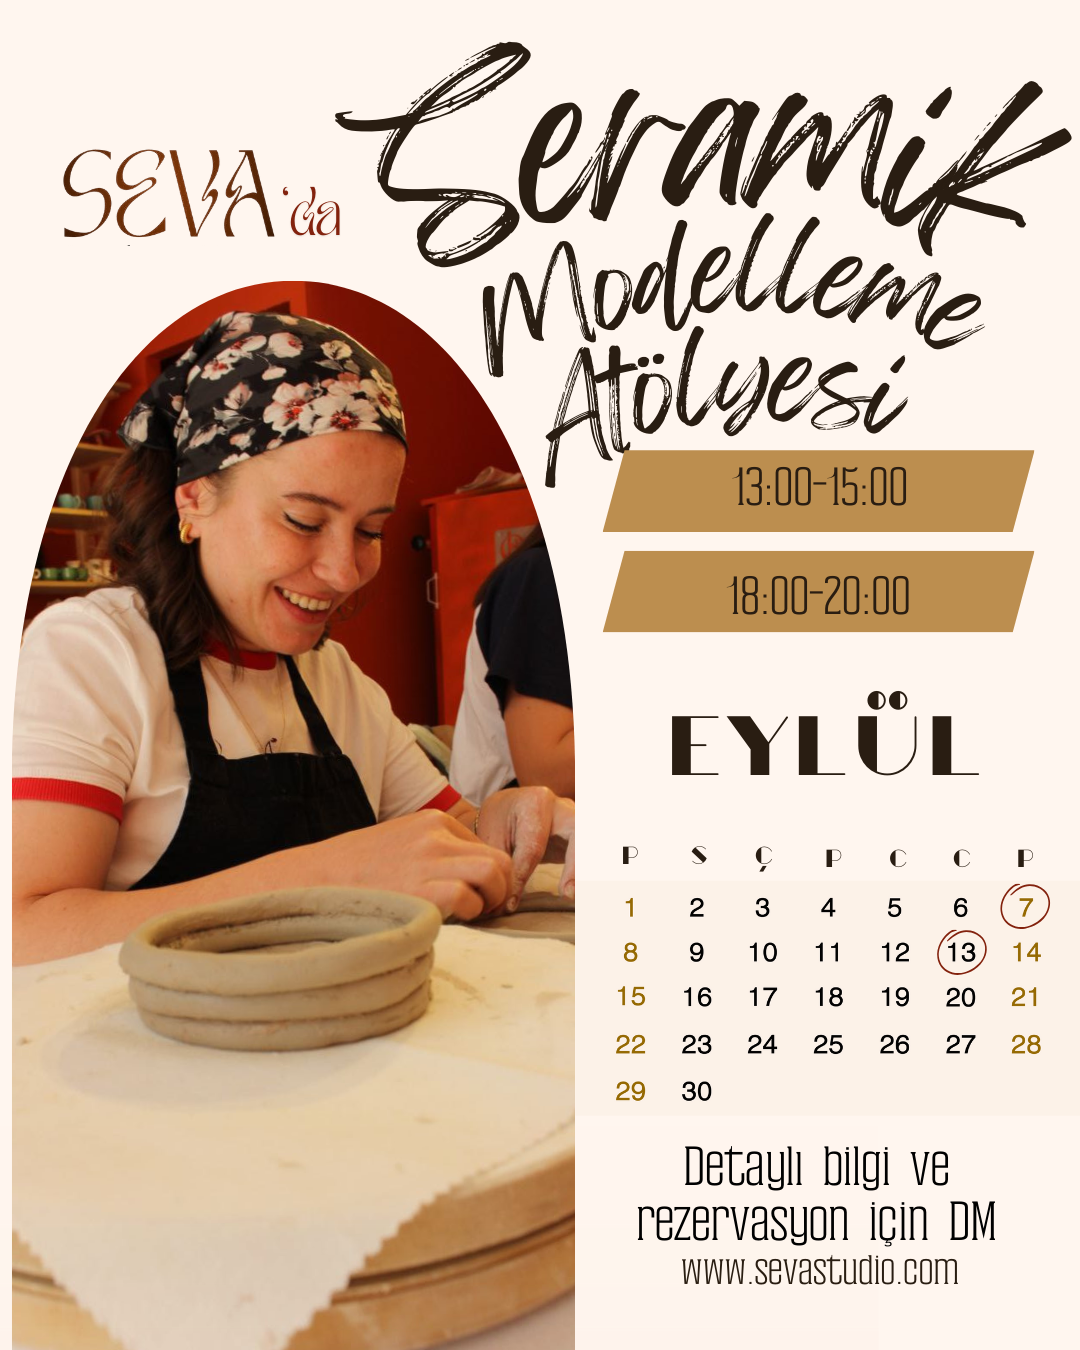 SEVA'da
Seramik
Modelleme
Atölyesi
13:00-15:00
18:00-20:00
EYLÜL
P S Ç P C C P
1 2 3 4 5 6 7
8 9 10 11 12 13 14
15 16 17 18 19 20 21
22 23 24 25 26 27 28
29 30
Detaylı bilgi ve
rezervasyon için DM
www.sevastudio.com